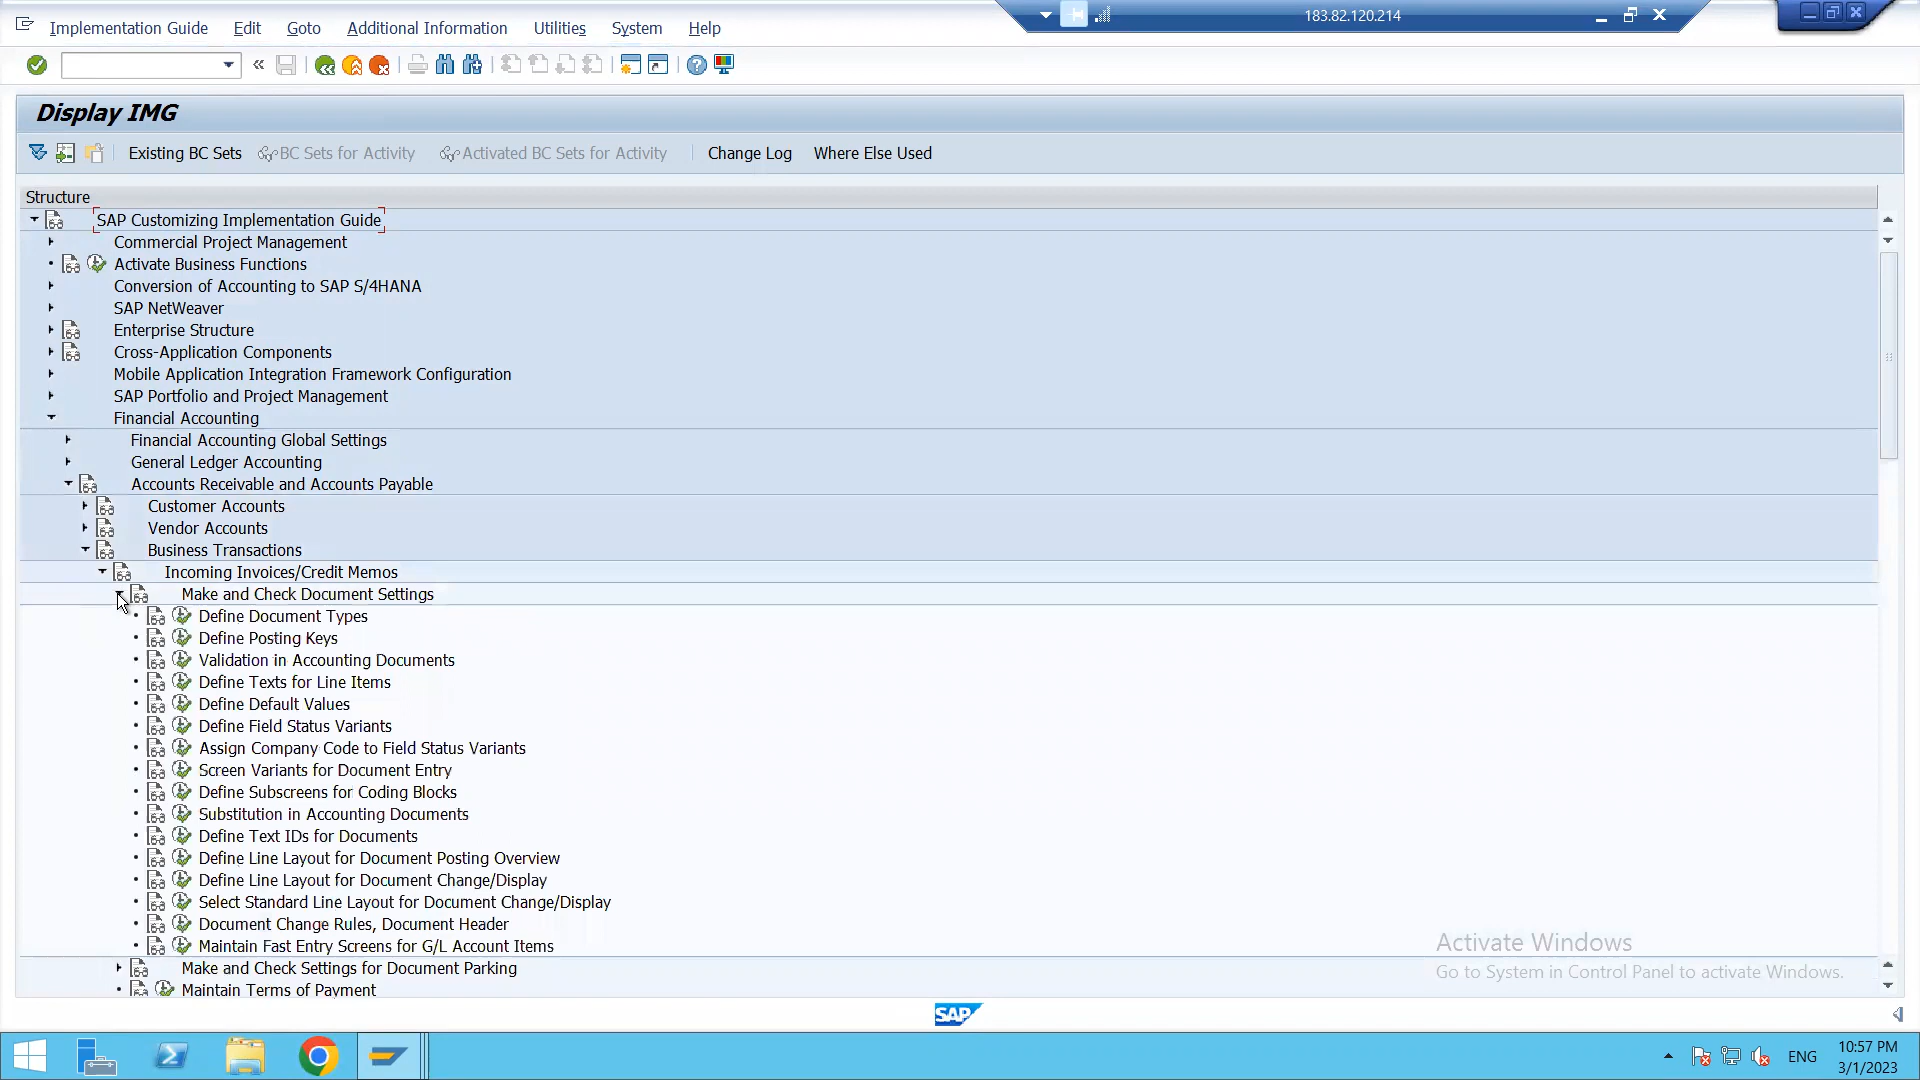 183.82.120.214
Implementation Guide Edit Goto Additional Information Utilities System Help
Display IMG
Existing BC Sets BC Sets for Activity Activated BC Sets for Activity Change Log Where Else Used
Structure
SAP Customizing Implementation Guide
Commercial Project Management
Activate Business Functions
Conversion of Accounting to SAP S/4HANA
SAP NetWeaver
Enterprise Structure
Cross-Application Components
Mobile Application Integration Framework Configuration
SAP Portfolio and Project Management
Financial Accounting
Financial Accounting Global Settings
General Ledger Accounting
Accounts Receivable and Accounts Payable
Customer Accounts
Vendor Accounts
Business Transactions
Incoming Invoices/Credit Memos
Make and Check Document Settings
Define Document Types
Define Posting Keys
Validation in Accounting Documents
Define Texts for Line Items
Define Default Values
Define Field Status Variants
Assign Company Code to Field Status Variants
Screen Variants for Document Entry
Define Subscreens for Coding Blocks
Substitution in Accounting Documents
Define Text IDs for Documents
Define Line Layout for Document Posting Overview
Define Line Layout for Document Change/Display
Select Standard Line Layout for Document Change/Display
Document Change Rules, Document Header
Maintain Fast Entry Screens for G/L Account Items
Make and Check Settings for Document Parking
Maintain Terms of Payment
Activate Windows
Go to System in Control Panel to activate Windows.
SAP
ENG
10:57 PM
3/1/2023